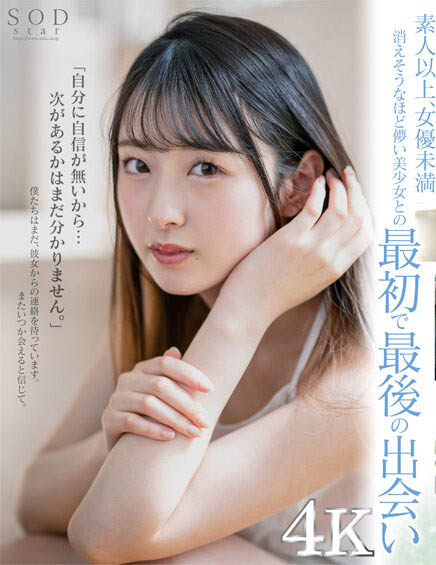 SOD
star
素人以上、女優未満
消えそうなほど儚い美少女との
最初で最後の出会い
「自分に自信が無いから…
次があるかはまだ分かりません。」
僕たちはまだ、彼女からの連絡を待っています。
またいつか会えると信じて。
4K